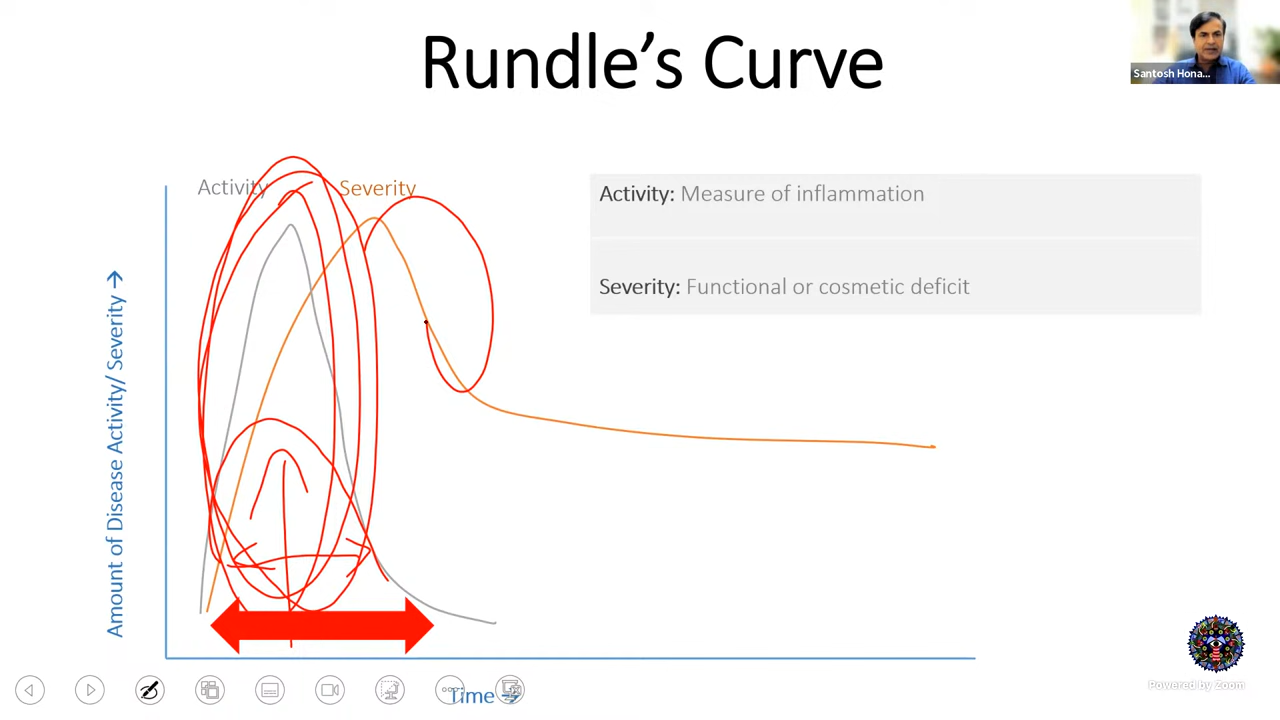 Rundle's Curve
Santosh Hona...
Activity
Severity
Activity: Measure of inflammation
Severity: Functional or cosmetic deficit
Amount of Disease Activity/ Severity →
Time →
Powered by Zoom